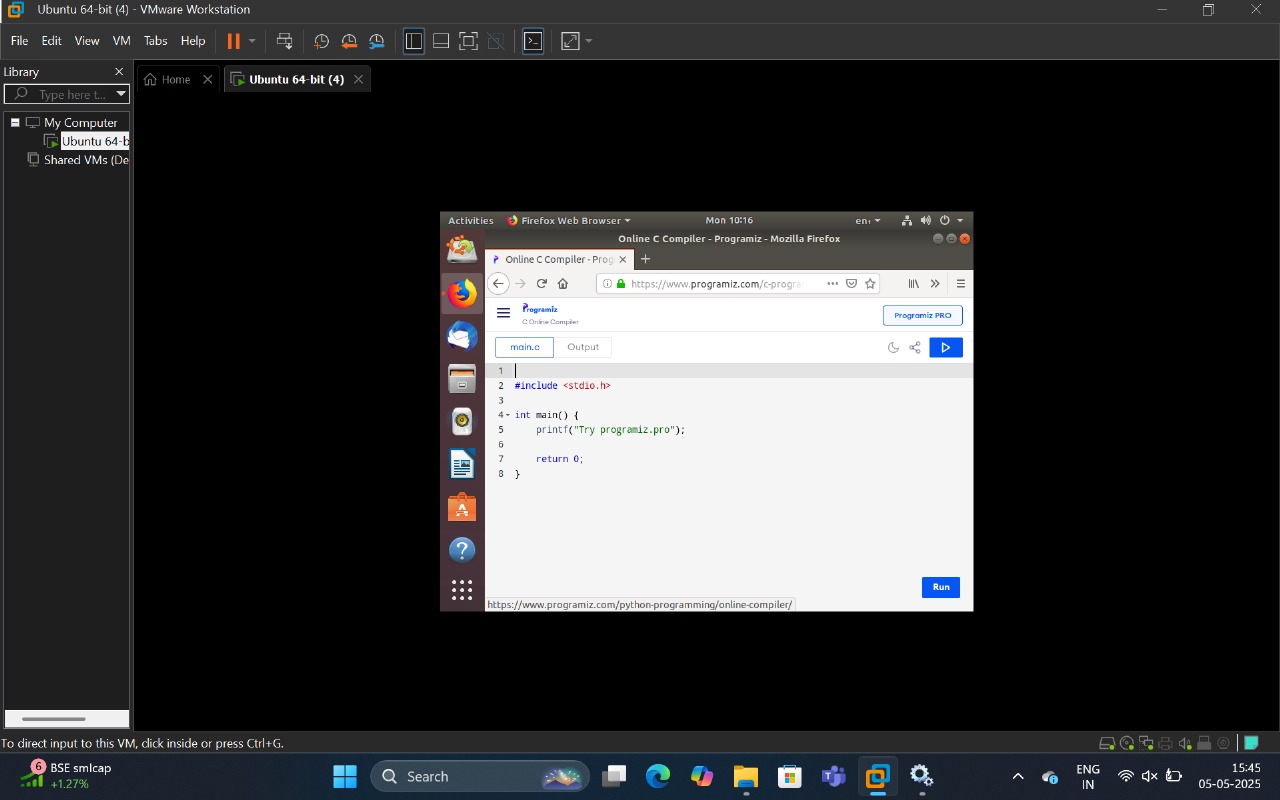 Ubuntu 64-bit (4) - VMware Workstation
File Edit View VM Tabs Help
Library
Type here t...
Home
Ubuntu 64-bit (4)
My Computer
Ubuntu 64-b
Shared VMs (De
Activities Firefox Web Browser Mon 10:16 en₁
Online C Compiler - Programiz - Mozilla Firefox
Online C Compiler - Prog
https://www.programiz.com/c-progra
Programiz
C Online Compiler
Programiz PRO
main.c Output
1
2 #include <stdio.h>
3
4 int main() {
5 printf("Try programiz.pro");
6
7 return 0;
8 }
Run
https://www.programiz.com/python-programming/online-compiler/
To direct input to this VM, click inside or press Ctrl+G.
6
BSE smlcap
+1.27%
Search
ENG
IN
15:45
05-05-2025